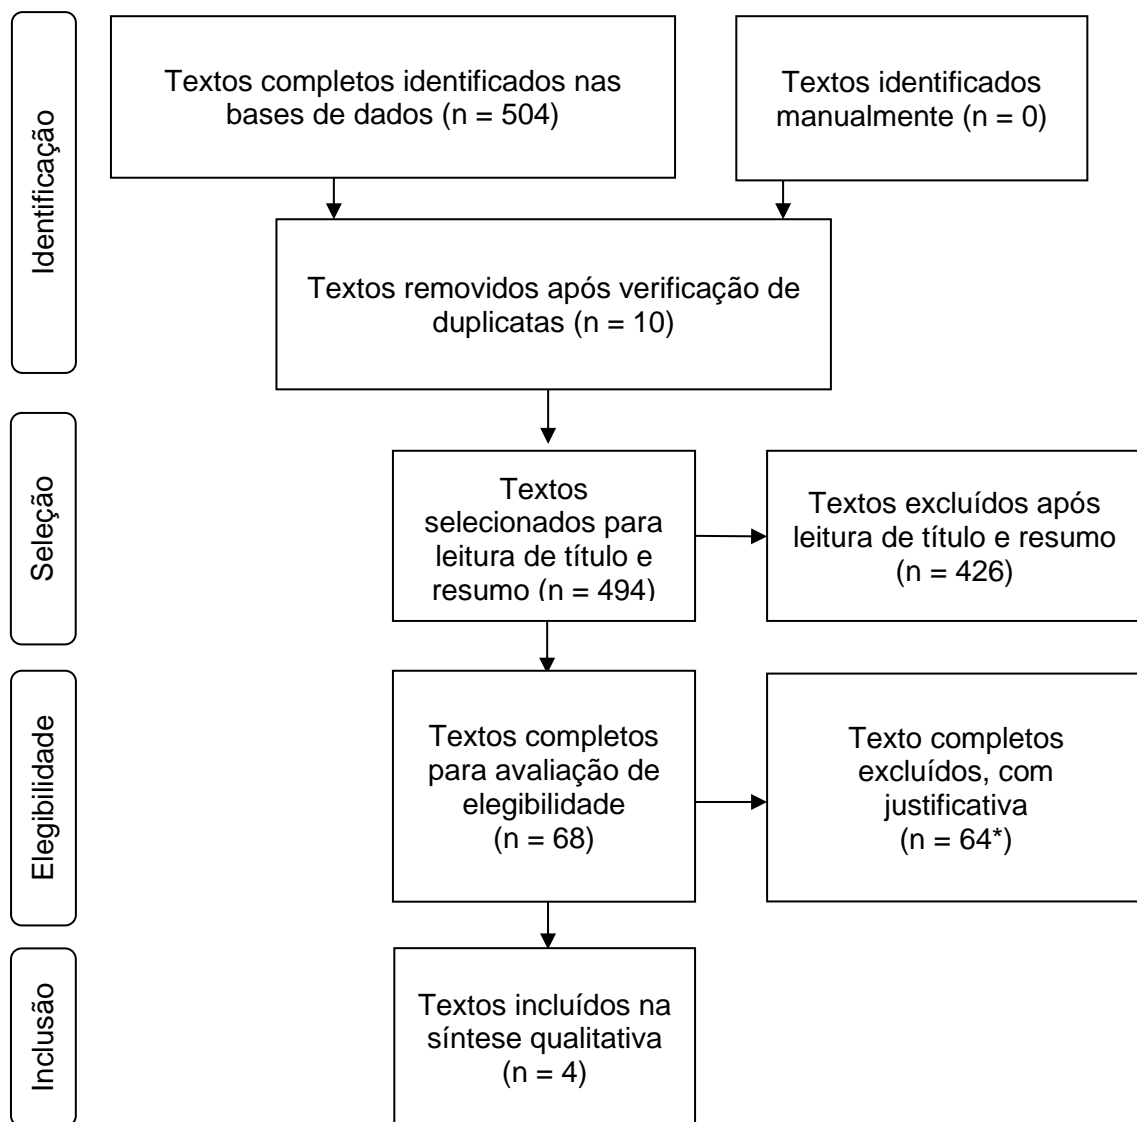 Identificação
Textos completos identificados nas
bases de dados (n = 504)
Textos identificados
manualmente (n = 0)
Textos removidos após verificação de
duplicatas (n = 10)
Seleção
Textos
selecionados para
leitura de título e
resumo (n = 494)
Textos excluídos após
leitura de título e resumo
(n = 426)
Elegibilidade
Textos completos
para avaliação de
elegibilidade
(n = 68)
Texto completos
excluídos, com
justificativa
(n = 64*)
Inclusão
Textos incluídos na
síntese qualitativa
(n = 4)